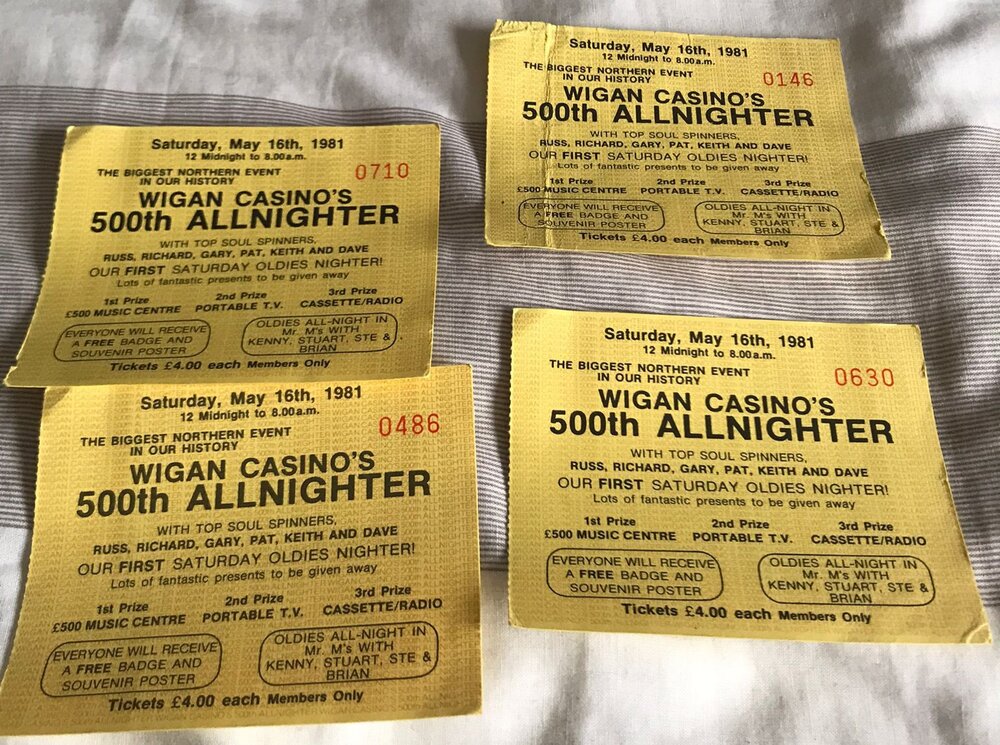 Saturday, May 16th, 1981
12 Midnight to 8.00a.m.
THE BIGGEST NORTHERN EVENT
IN OUR HISTORY
0146
WIGAN CASINO'S
500th ALLNIGHTER
WITH TOP SOUL SPINNERS,
RUSS, RICHARD, GARY, PAT, KEITH AND DAVE
OUR FIRST SATURDAY OLDIES NIGHTER!
Lots of fantastic presents to be given away
1st Prize 2nd Prize 3rd Prize
£500 MUSIC CENTRE PORTABLE T.V. CASSETTE/RADIO
EVERYONE WILL RECEIVE
A FREE BADGE AND
SOUVENIR POSTER
OLDIES ALL-NIGHT IN
Mr. M's WITH
KENNY, STUART, STE &
BRIAN
Tickets £4.00 each Members Only
Saturday, May 16th, 1981
12 Midnight to 8.00a.m.
THE BIGGEST NORTHERN EVENT
IN OUR HISTORY
0710
WIGAN CASINO'S
500th ALLNIGHTER
WITH TOP SOUL SPINNERS,
RUSS, RICHARD, GARY, PAT, KEITH AND DAVE
OUR FIRST SATURDAY OLDIES NIGHTER!
Lots of fantastic presents to be given away
1st Prize 2nd Prize 3rd Prize
£500 MUSIC CENTRE PORTABLE T.V. CASSETTE/RADIO
EVERYONE WILL RECEIVE
A FREE BADGE AND
SOUVENIR POSTER
OLDIES ALL-NIGHT IN
Mr. M's WITH
KENNY, STUART, STE &
BRIAN
Tickets £4.00 each Members Only
Saturday, May 16th, 1981
12 Midnight to 8.00a.m.
THE BIGGEST NORTHERN EVENT
IN OUR HISTORY
0630
WIGAN CASINO'S
500th ALLNIGHTER
WITH TOP SOUL SPINNERS,
RUSS, RICHARD, GARY, PAT, KEITH AND DAVE
OUR FIRST SATURDAY OLDIES NIGHTER!
Lots of fantastic presents to be given away
1st Prize 2nd Prize 3rd Prize
£500 MUSIC CENTRE PORTABLE T.V. CASSETTE/RADIO
EVERYONE WILL RECEIVE
A FREE BADGE AND
SOUVENIR POSTER
OLDIES ALL-NIGHT IN
Mr. M's WITH
KENNY, STUART, STE &
BRIAN
Tickets £4.00 each Members Only
Saturday, May 16th, 1981
12 Midnight to 8.00a.m.
THE BIGGEST NORTHERN EVENT
IN OUR HISTORY
0486
WIGAN CASINO'S
500th ALLNIGHTER
WITH TOP SOUL SPINNERS,
RUSS, RICHARD, GARY, PAT, KEITH AND DAVE
OUR FIRST SATURDAY OLDIES NIGHTER!
Lots of fantastic presents to be given away
1st Prize 2nd Prize 3rd Prize
£500 MUSIC CENTRE PORTABLE T.V. CASSETTE/RADIO
EVERYONE WILL RECEIVE
A FREE BADGE AND
SOUVENIR POSTER
OLDIES ALL-NIGHT IN
Mr. M's WITH
KENNY, STUART, STE &
BRIAN
Tickets £4.00 each Members Only